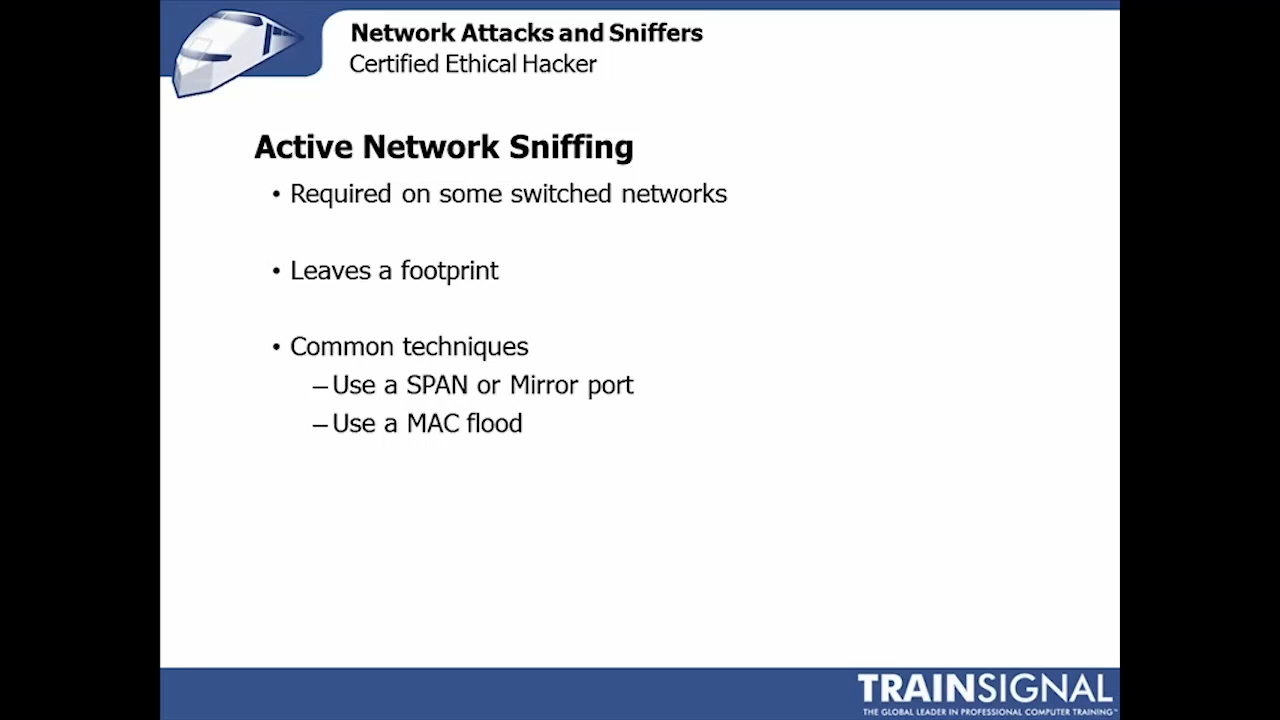 Network Attacks and Sniffers
Certified Ethical Hacker
Active Network Sniffing
• Required on some switched networks
• Leaves a footprint
• Common techniques
– Use a SPAN or Mirror port
– Use a MAC flood
TRAINSIGNAL
THE GLOBAL LEADER IN PROFESSIONAL COMPUTER TRAINING™